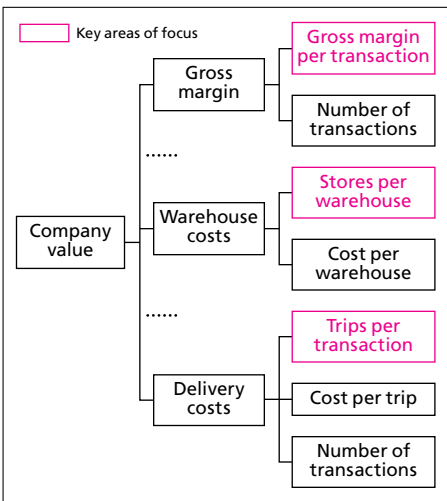 Key areas of focus
Gross margin
per transaction
Gross
margin
Number of
transactions
......
Stores per
warehouse
Company
value
Warehouse
costs
Cost per
warehouse
......
Trips per
transaction
Delivery
costs
Cost per trip
Number of
transactions